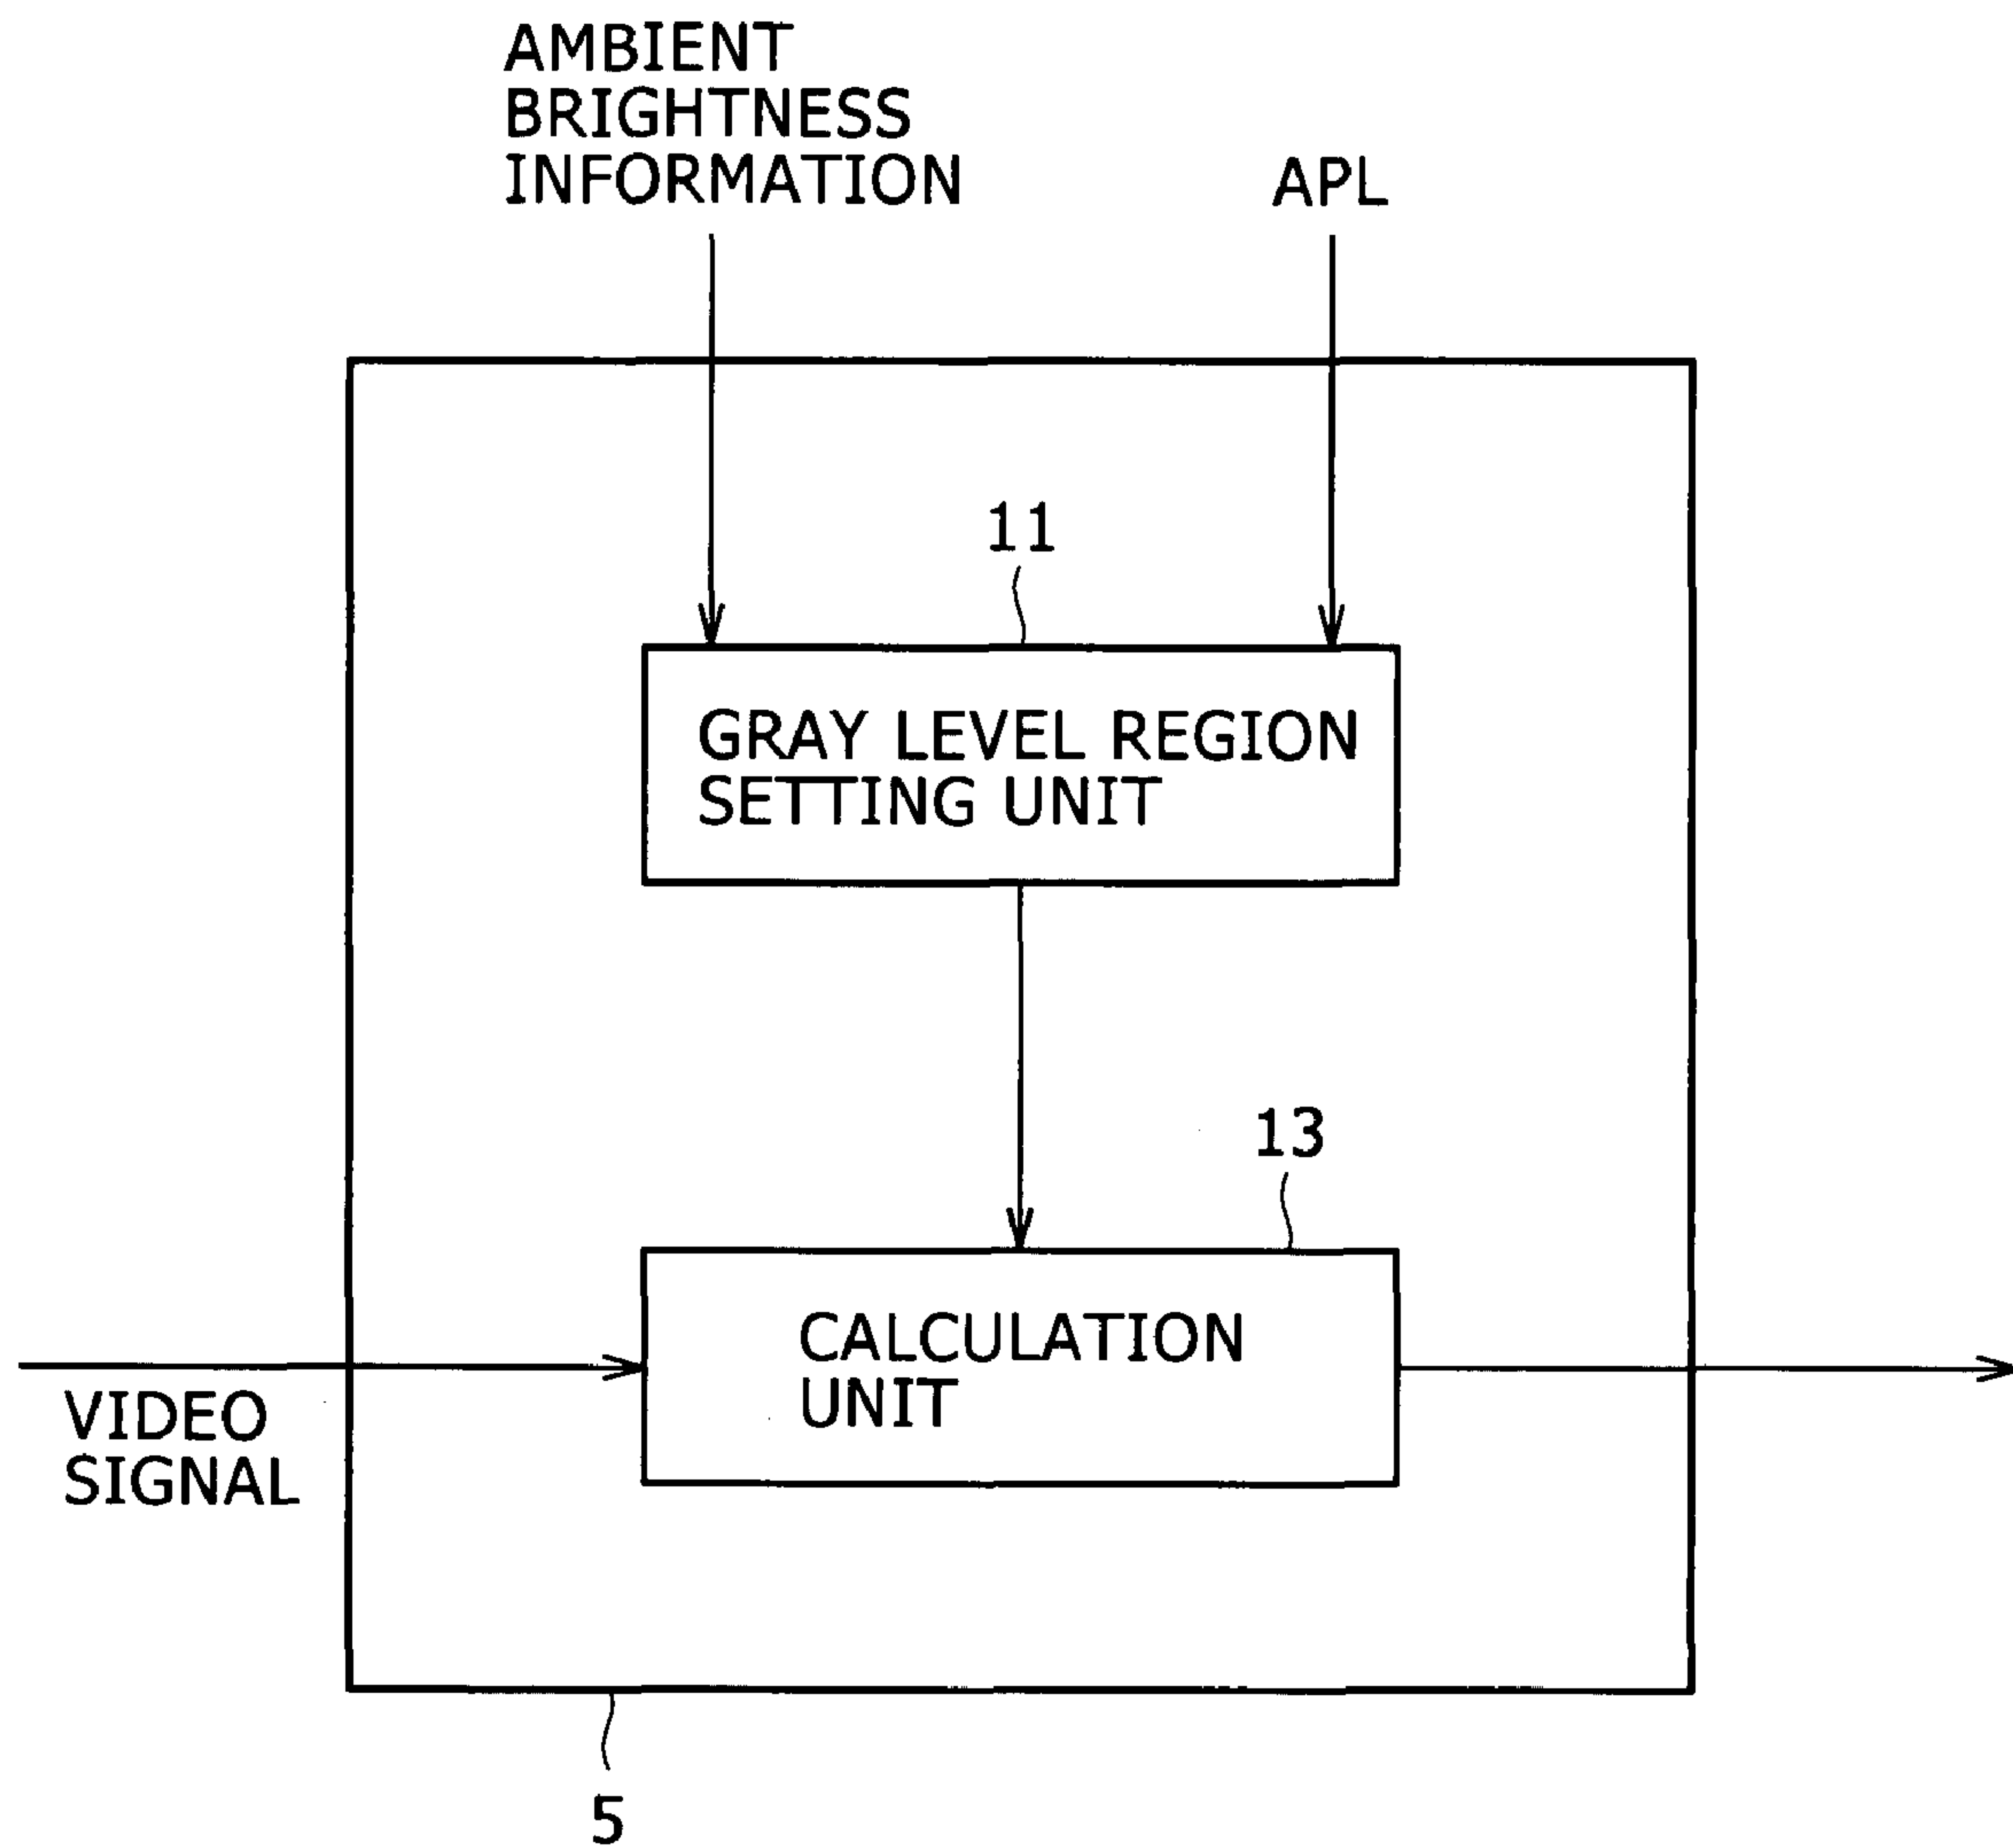 AMBIENT
BRIGHTNESS
INFORMATION
APL
11
GRAY LEVEL REGION
SETTING UNIT
13
CALCULATION
UNIT
VIDEO
SIGNAL
5